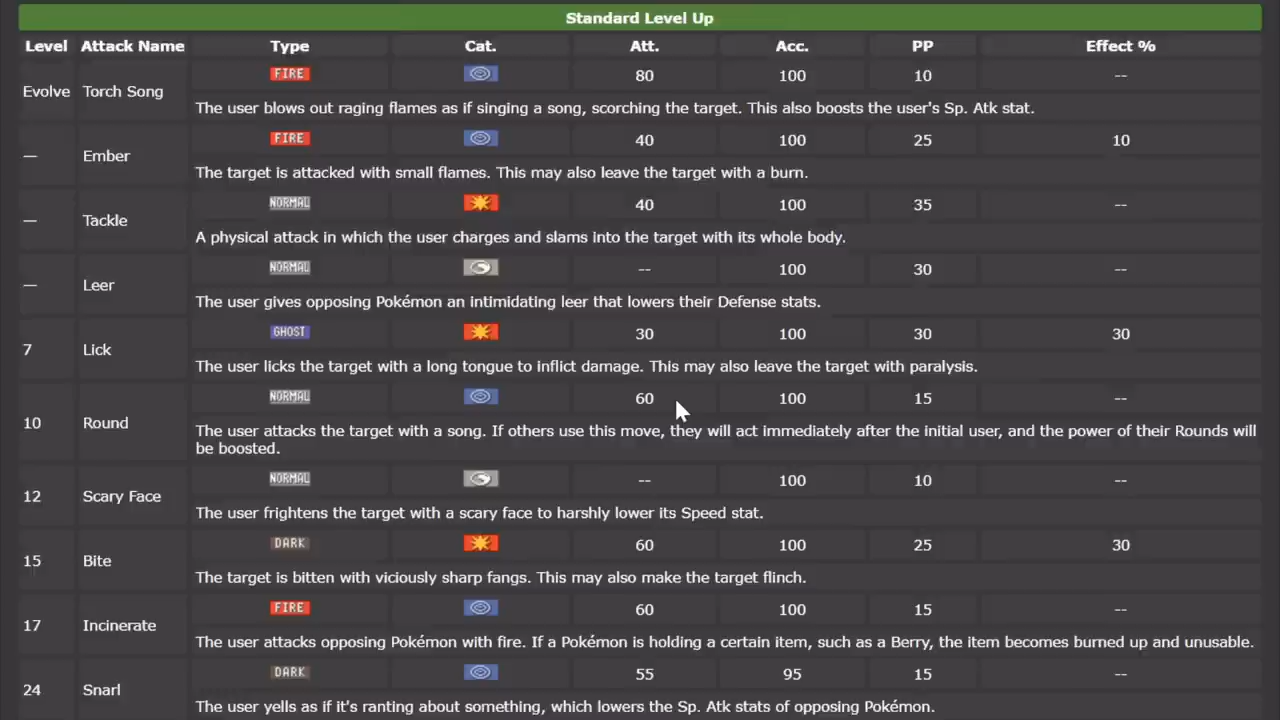 Standard Level Up
Level Attack Name Type Cat. Att. Acc. PP Effect %
Evolve Torch Song FIRE 80 100 10 --
The user blows out raging flames as if singing a song, scorching the target. This also boosts the user's Sp. Atk stat.
— Ember FIRE 40 100 25 10
The target is attacked with small flames. This may also leave the target with a burn.
— Tackle NORMAL 40 100 35 --
A physical attack in which the user charges and slams into the target with its whole body.
— Leer NORMAL -- 100 30 --
The user gives opposing Pokémon an intimidating leer that lowers their Defense stats.
7 Lick GHOST 30 100 30 30
The user licks the target with a long tongue to inflict damage. This may also leave the target with paralysis.
10 Round NORMAL 60 100 15 --
The user attacks the target with a song. If others use this move, they will act immediately after the initial user, and the power of their Rounds will
be boosted.
12 Scary Face NORMAL -- 100 10 --
The user frightens the target with a scary face to harshly lower its Speed stat.
15 Bite DARK 60 100 25 30
The target is bitten with viciously sharp fangs. This may also make the target flinch.
17 Incinerate FIRE 60 100 15 --
The user attacks opposing Pokémon with fire. If a Pokémon is holding a certain item, such as a Berry, the item becomes burned up and unusable.
24 Snarl DARK 55 95 15 --
The user yells as if it's ranting about something, which lowers the Sp. Atk stats of opposing Pokémon.